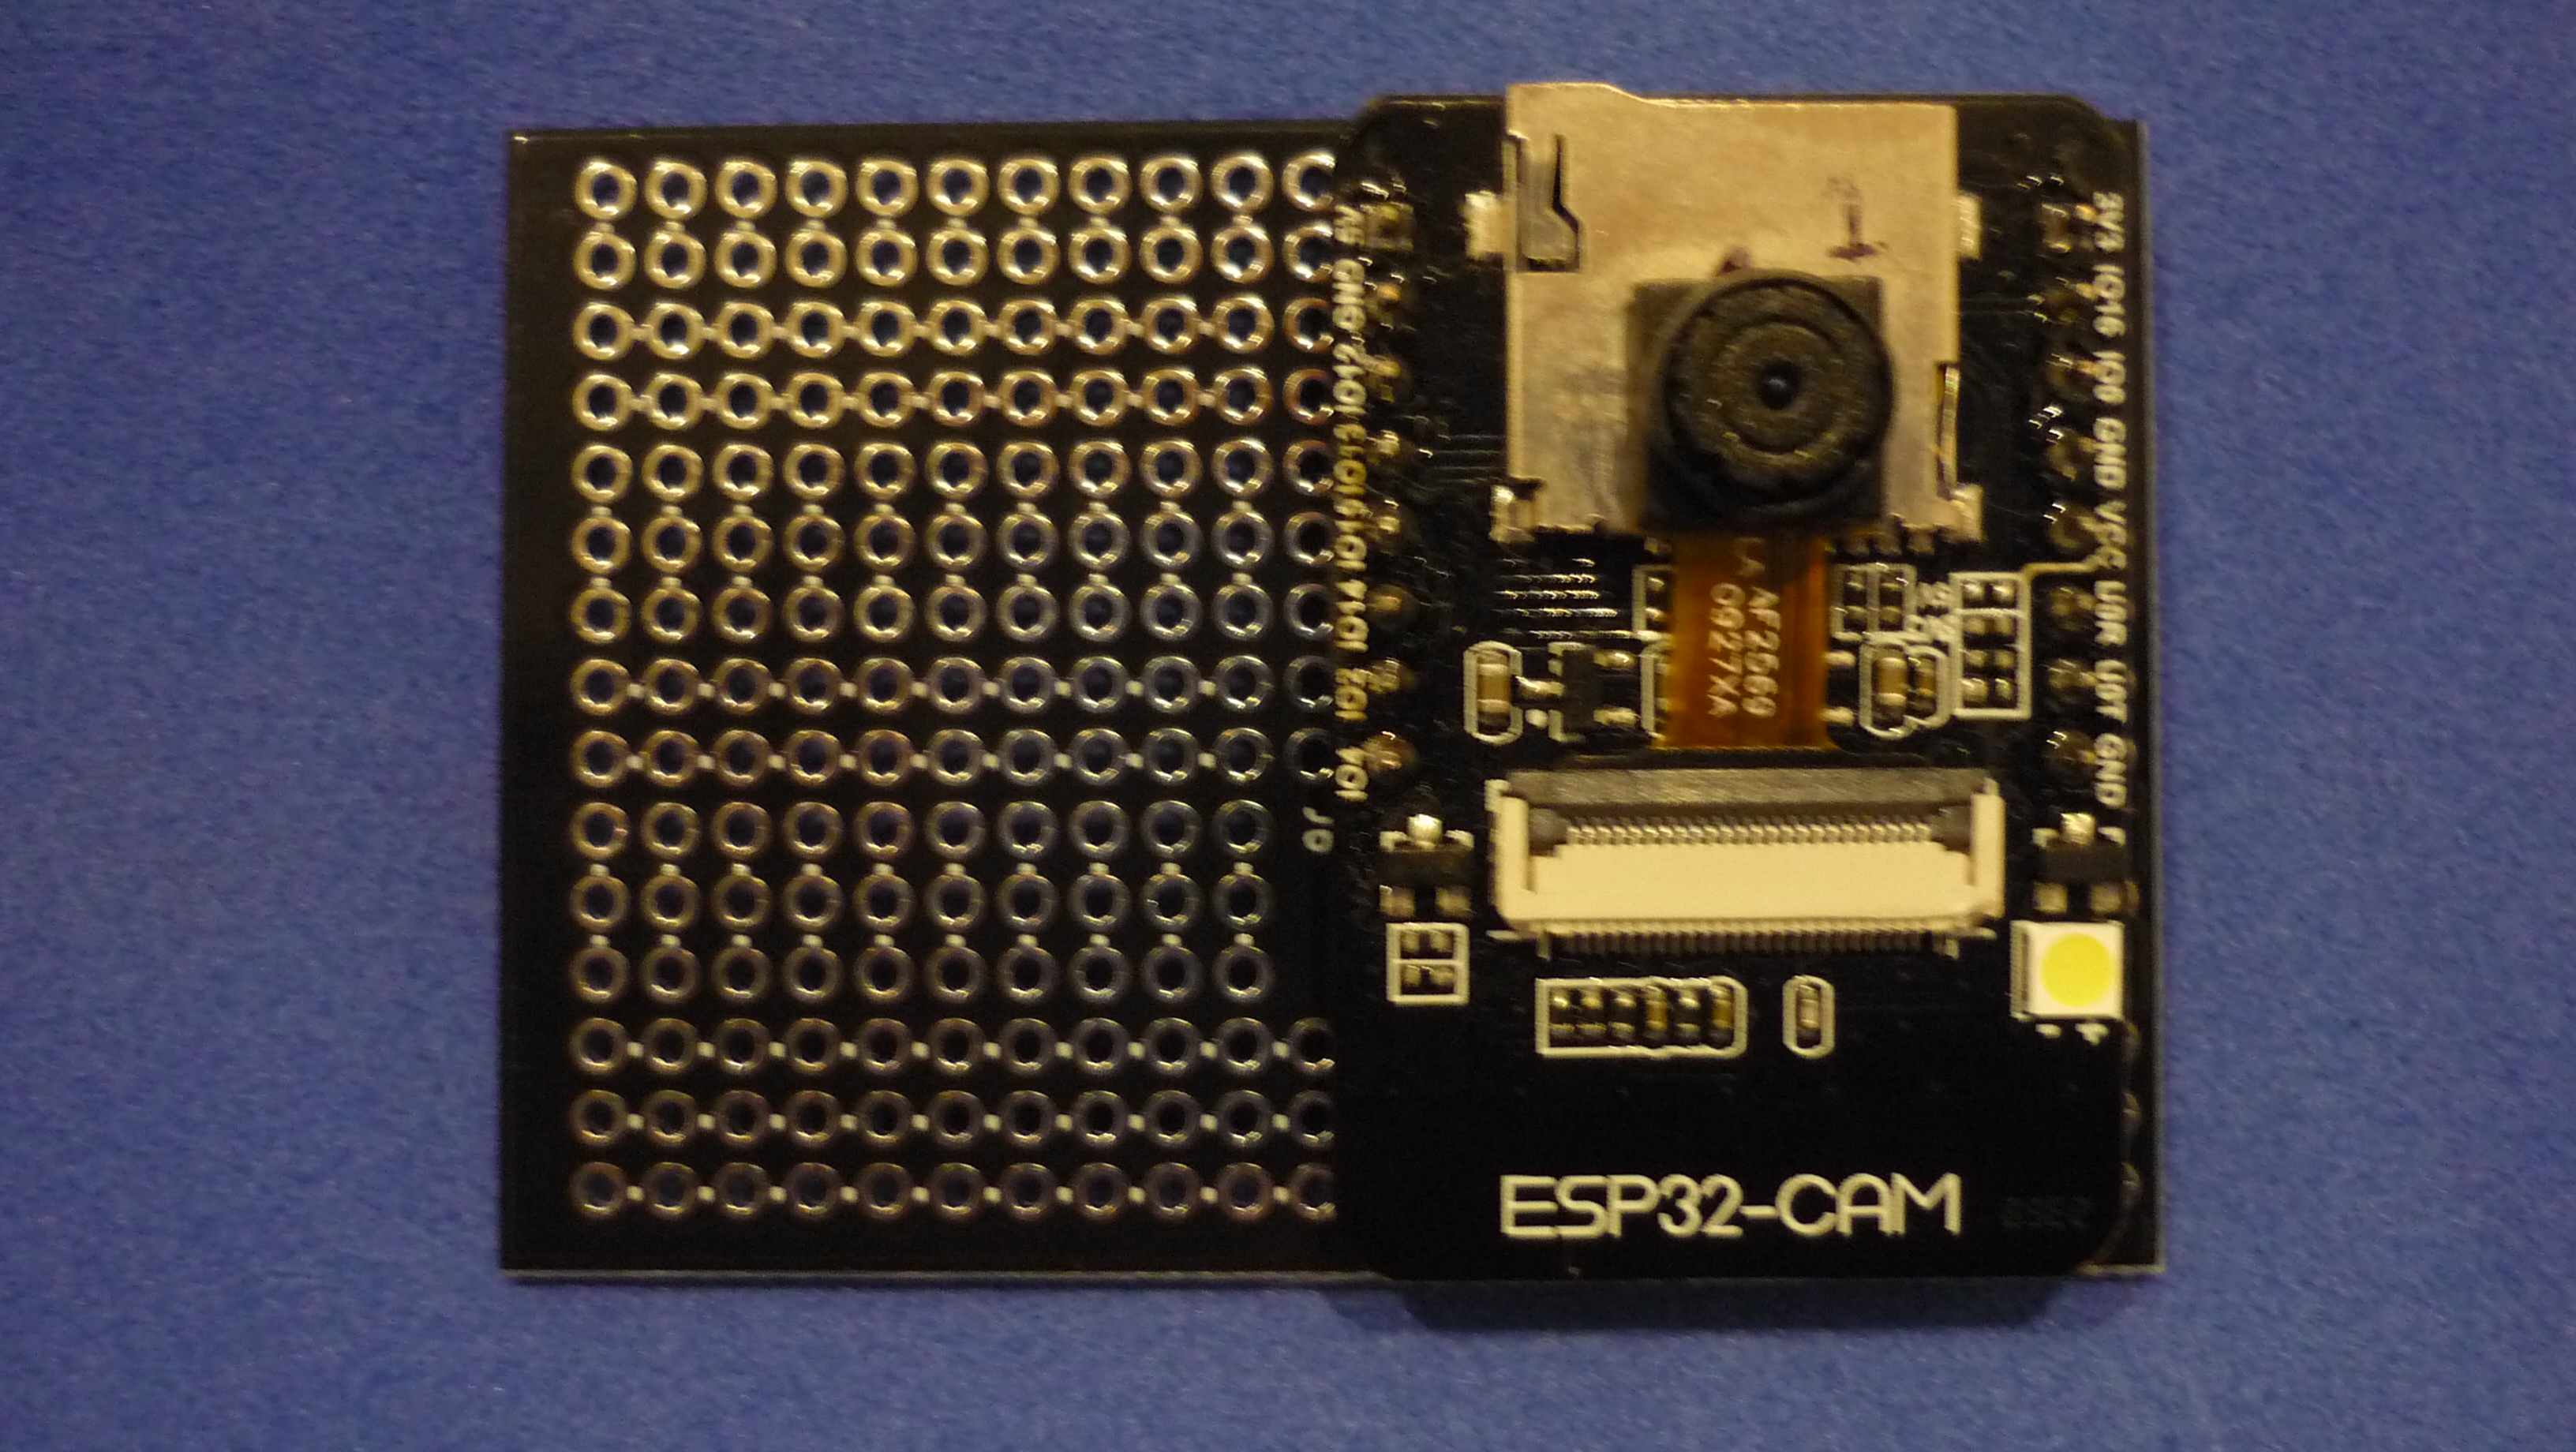 5V GND IO12 IO13 IO15 IO14 IO2 IO4
3V3 IO16 IO0 GND VCC U0R U0T GND
AF2569
0927XA
- +
ESP32-CAM